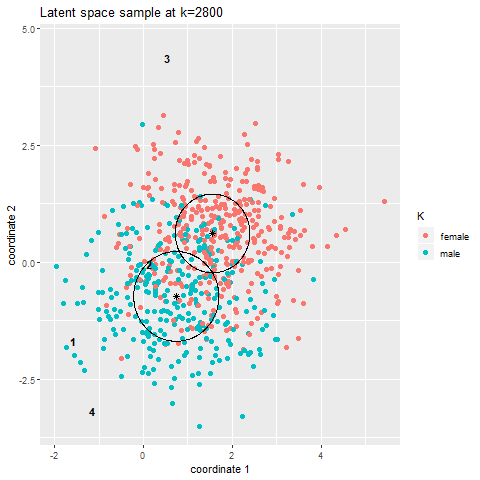 Latent space sample at k=2800
5.0
2.5
0.0
-2.5
coordinate 2
3
2
1
4
-2
0
2
4
coordinate 1
K
female
male